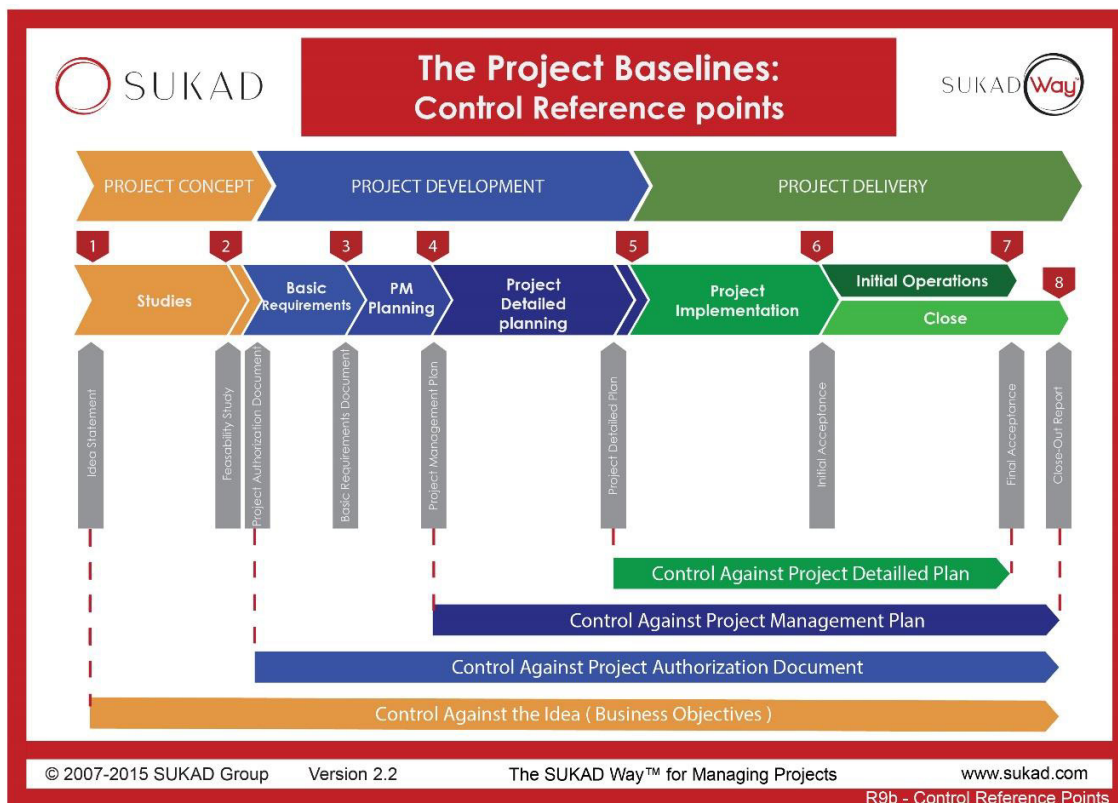 SUKAD
The Project Baselines:
Control Reference points
SUKAD Way™
PROJECT CONCEPT
PROJECT DEVELOPMENT
PROJECT DELIVERY
1
2
3
4
5
6
7
8
Studies
Basic
Requirements
PM
Planning
Project
Detailed
planning
Project
Implementation
Initial Operations
Close
Idea Statement
Feasability Study
Project Authorization Document
Basic Requirements Document
Project Management Plan
Project Detailed Plan
Initial Acceptance
Final Acceptance
Close-Out Report
Control Against Project Detailled Plan
Control Against Project Management Plan
Control Against Project Authorization Document
Control Against the Idea ( Business Objectives )
© 2007-2015 SUKAD Group Version 2.2 The SUKAD Way™ for Managing Projects www.sukad.com
R9b - Control Reference Points